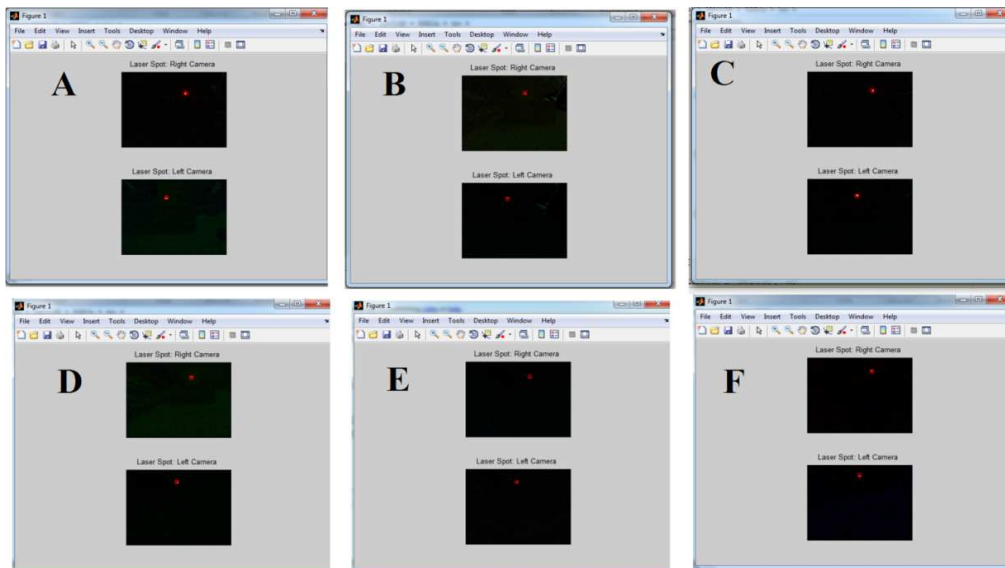 Figure 1
File Edit View Insert Tools Desktop Window Help
A
Laser Spot: Right Camera
Laser Spot: Left Camera
Figure 1
File Edit View Insert Tools Desktop Window Help
B
Laser Spot: Right Camera
Laser Spot: Left Camera
Figure 1
File Edit View Insert Tools Desktop Window Help
C
Laser Spot: Right Camera
Laser Spot: Left Camera
Figure 1
File Edit View Insert Tools Desktop Window Help
D
Laser Spot: Right Camera
Laser Spot: Left Camera
Figure 1
File Edit View Insert Tools Desktop Window Help
E
Laser Spot: Right Camera
Laser Spot: Left Camera
Figure 1
File Edit View Insert Tools Desktop Window Help
F
Laser Spot: Right Camera
Laser Spot: Left Camera